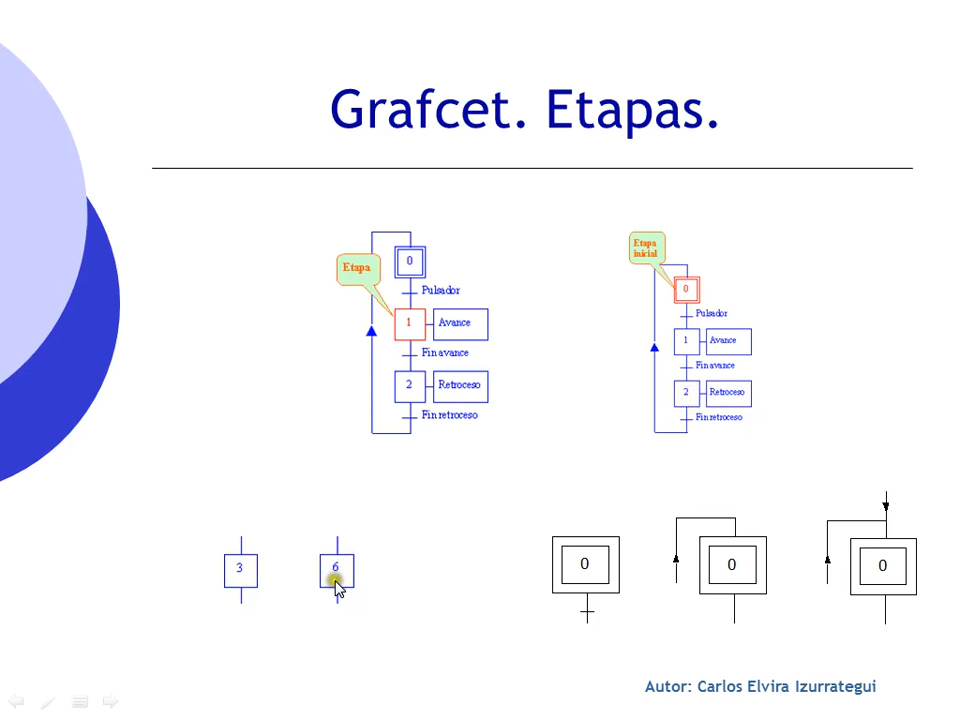 Grafcet. Etapas.
Etapa
0
Pulsador
1
Avance
Fin avance
2
Retroceso
Fin retroceso
Etapa
inicial
0
Pulsador
1
Avance
Fin avance
2
Retroceso
Fin retroceso
3
6
0
0
0
Autor: Carlos Elvira Izurrategui